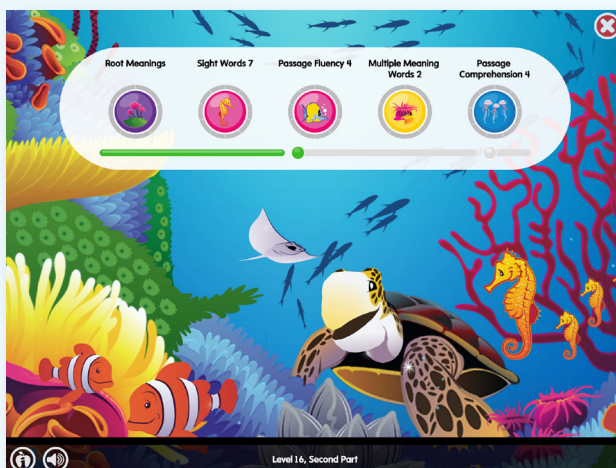 Root Meanings
Sight Words 7
Passage Fluency 4
Multiple Meaning
Words 2
Passage
Comprehension 4
Level 16, Second Part